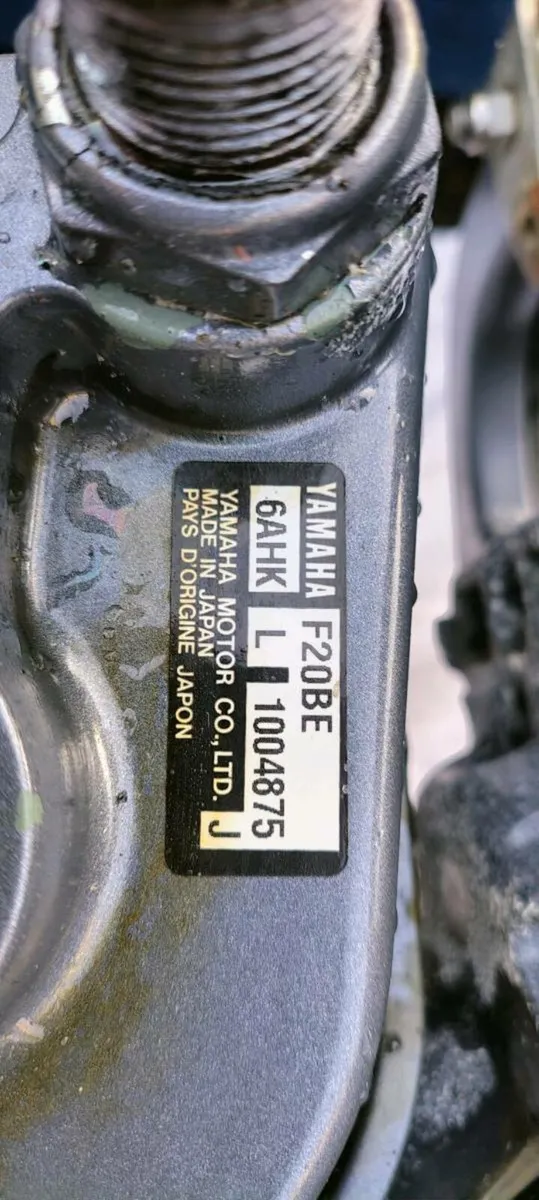 YAMAHA F20BE
6AHK L 1004875
J
YAMAHA MOTOR CO.,LTD.
MADE IN JAPAN
PAYS D'ORIGINE JAPON